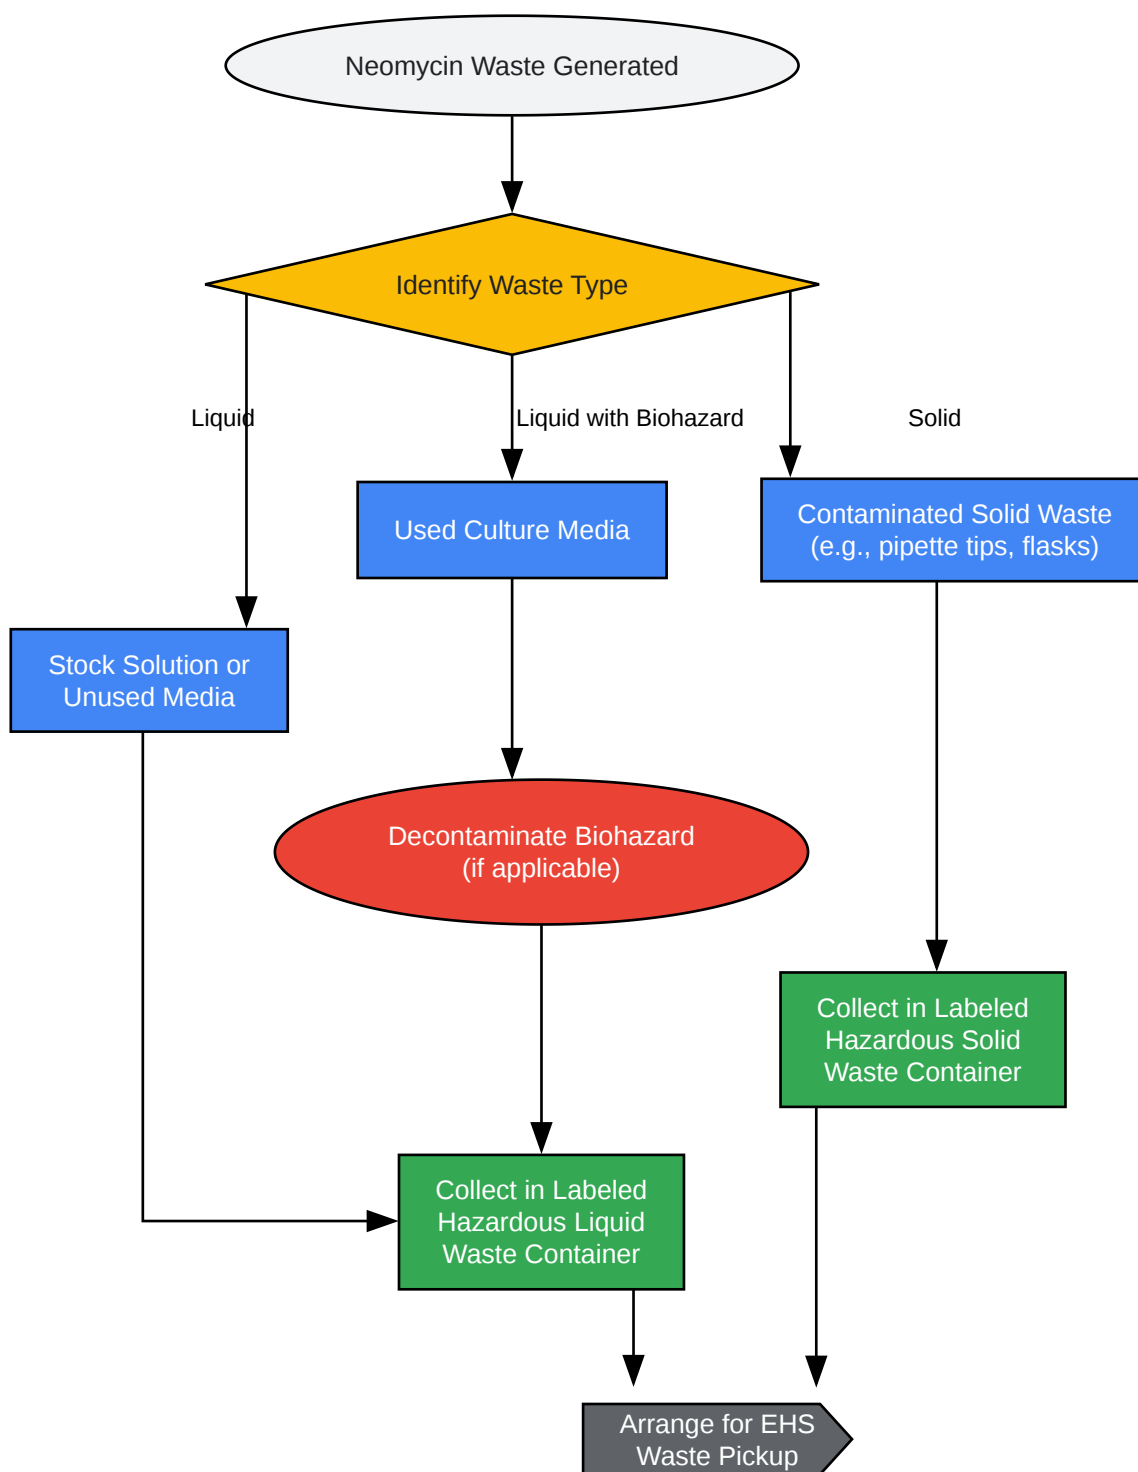 Neomycin Waste Generated
Identify Waste Type
Liquid
Liquid with Biohazard
Solid
Used Culture Media
Contaminated Solid Waste
(e.g., pipette tips, flasks)
Stock Solution or
Unused Media
Decontaminate Biohazard
(if applicable)
Collect in Labeled
Hazardous Solid
Waste Container
Collect in Labeled
Hazardous Liquid
Waste Container
Arrange for EHS
Waste Pickup